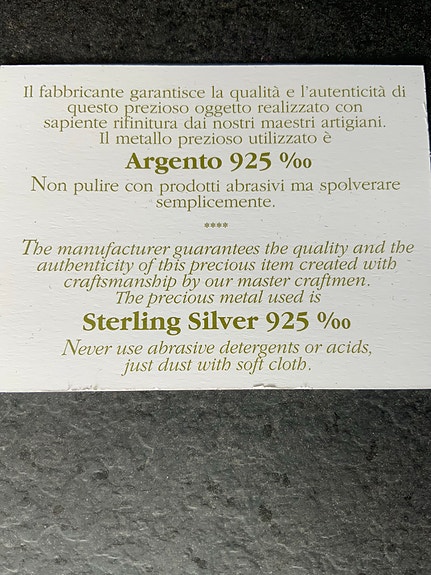 Il fabbricante garantisce la qualità e l'autenticità di
questo prezioso oggetto realizzato con
sapiente rifinitura dai nostri maestri artigiani.
Il metallo prezioso utilizzato è
Argento 925 ‰
Non pulire con prodotti abrasivi ma spolverare
semplicemente.
****
The manufacturer guarantees the quality and the
authenticity of this precious item created with
craftsmanship by our master craftmen.
The precious metal used is
Sterling Silver 925 ‰
Never use abrasive detergents or acids,
just dust with soft cloth.